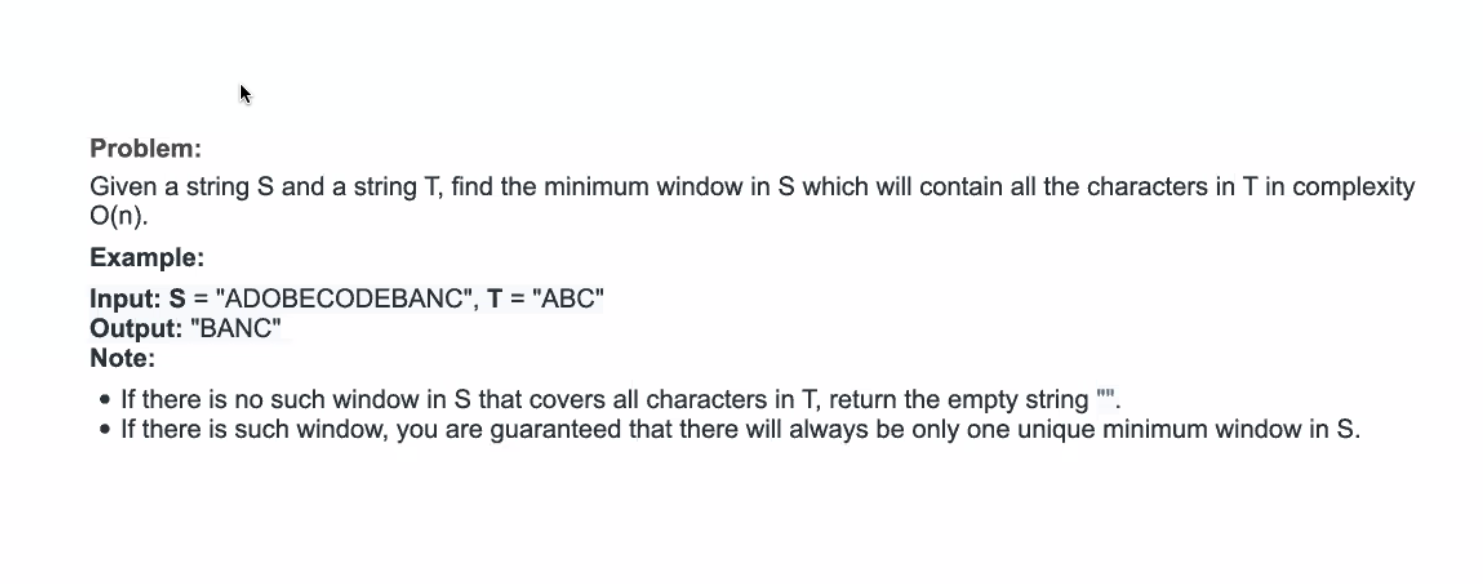 Problem:
Given a string S and a string T, find the minimum window in S which will contain all the characters in T in complexity
O(n).
Example:
Input: S = "ADOBECODEBANC", T = "ABC"
Output: "BANC"
Note:
• If there is no such window in S that covers all characters in T, return the empty string "".
• If there is such window, you are guaranteed that there will always be only one unique minimum window in S.